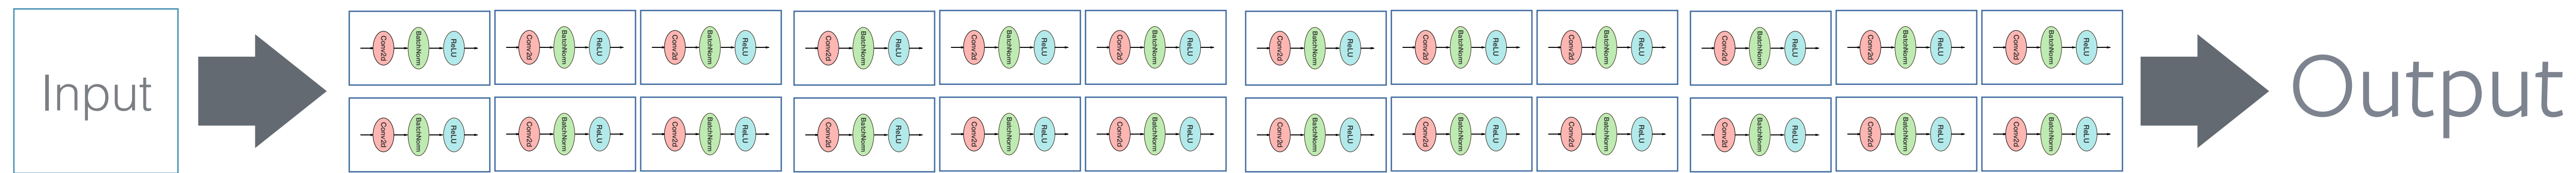 Input
Conv2d BatchNorm ReLU Conv2d BatchNorm ReLU Conv2d BatchNorm ReLU Conv2d BatchNorm ReLU Conv2d BatchNorm ReLU Conv2d BatchNorm ReLU Conv2d BatchNorm ReLU Conv2d BatchNorm ReLU Conv2d BatchNorm ReLU Conv2d BatchNorm ReLU Conv2d BatchNorm ReLU Conv2d BatchNorm ReLU
Conv2d BatchNorm ReLU Conv2d BatchNorm ReLU Conv2d BatchNorm ReLU Conv2d BatchNorm ReLU Conv2d BatchNorm ReLU Conv2d BatchNorm ReLU Conv2d BatchNorm ReLU Conv2d BatchNorm ReLU Conv2d BatchNorm ReLU Conv2d BatchNorm ReLU Conv2d BatchNorm ReLU Conv2d BatchNorm ReLU
Output